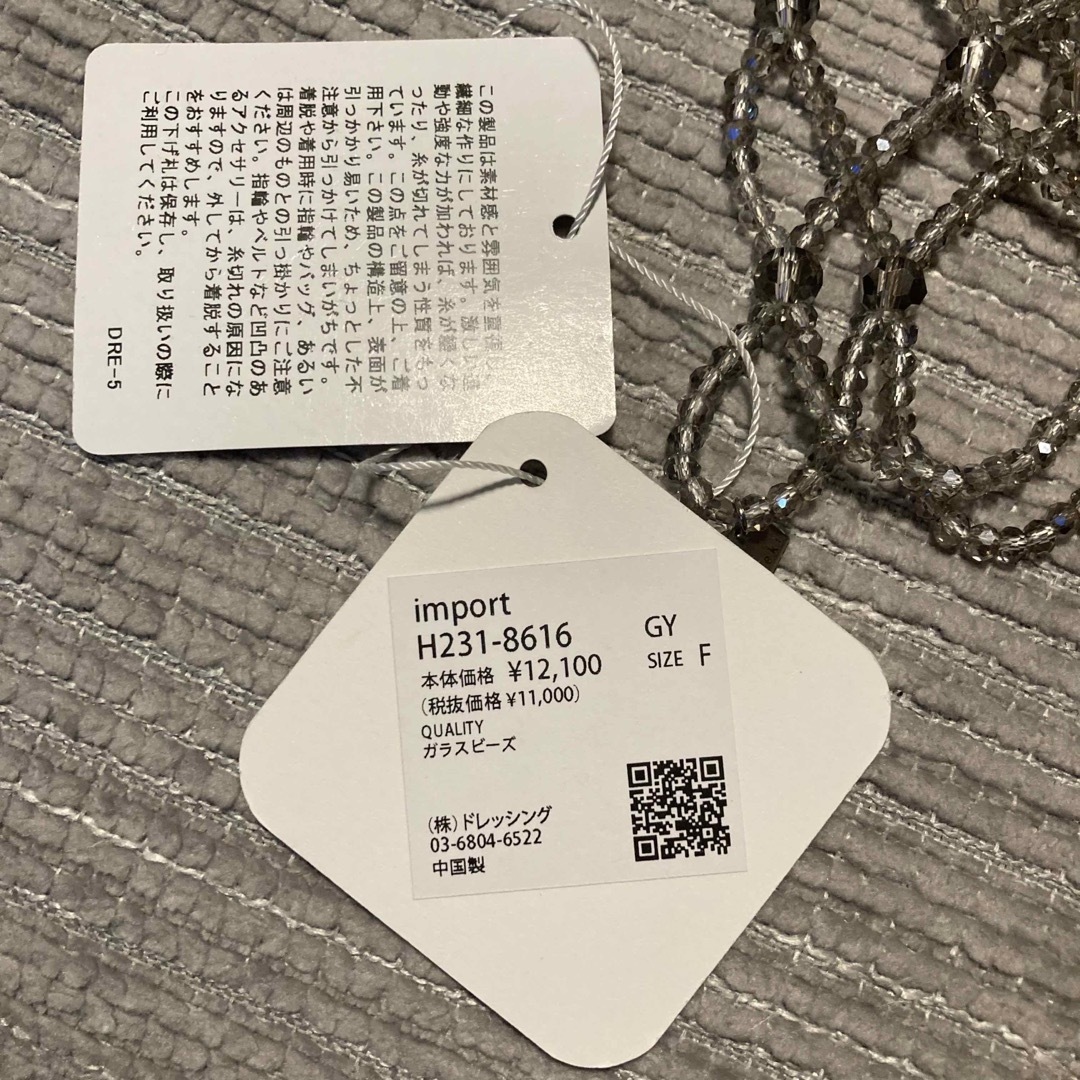 この製品は素材感と雰囲気を重視し
繊細な作りにしております。激しい運
動や強度な力が加われば、糸が緩くな
ったり、糸が切れてしまう性質をもっ
ています。この点をご留意の上、ご着
用下さい。この製品の構造上、表面が
引っかかり易いため、ちょっとした不
注意から引っかけてしまいがちです。
着脱や着用時に指輪やバッグ、あるい
は周辺のものとの引っ掛かりにご注意
ください。指輪やベルトなど凹凸のあ
るアクセサリーは、糸切れの原因にな
りますので、外してから着脱すること
をおすすめします。
この下げ札は保存し、取り扱いの際に
ご利用してください。
DRE-5
import
H231-8616 GY
本体価格 ¥12,100 SIZE F
(税抜価格¥11,000)
QUALITY
ガラスビーズ
(株)ドレッシング
03-6804-6522
中国製